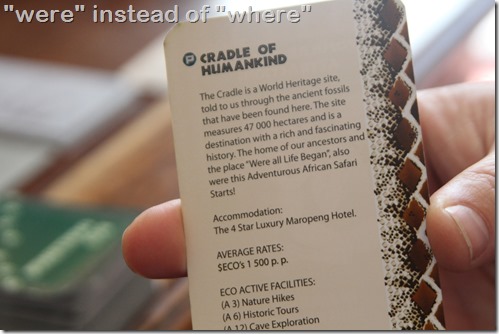 "were" instead of "where"
P CRADLE OF
HUMANKIND
The Cradle is a World Heritage site,
told to us through the ancient fossils
that have been found here. The site
measures 47 000 hectares and is a
destination with a rich and fascinating
history. The home of our ancestors and
the place "Were all Life Began", also
were this Adventurous African Safari
Starts!
Accommodation:
The 4 Star Luxury Maropeng Hotel.
AVERAGE RATES:
$ECO's 1 500 p. p.
ECO ACTIVE FACILITIES:
(A 3) Nature Hikes
(A 6) Historic Tours
(A 12) Cave Exploration